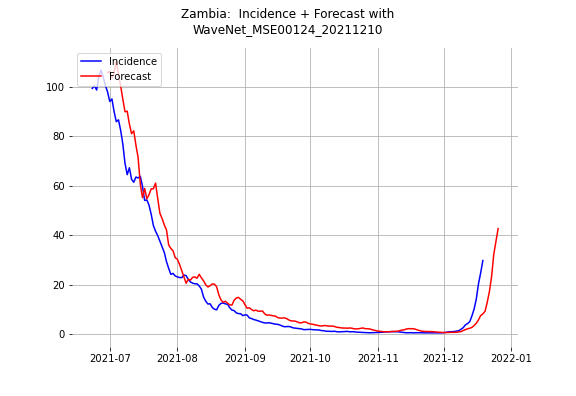 Zambia: Incidence + Forecast with
WaveNet_MSE00124_20211210
Incidence
Forecast
100
80
60
40
20
0
2021-07 2021-08 2021-09 2021-10 2021-11 2021-12 2022-01